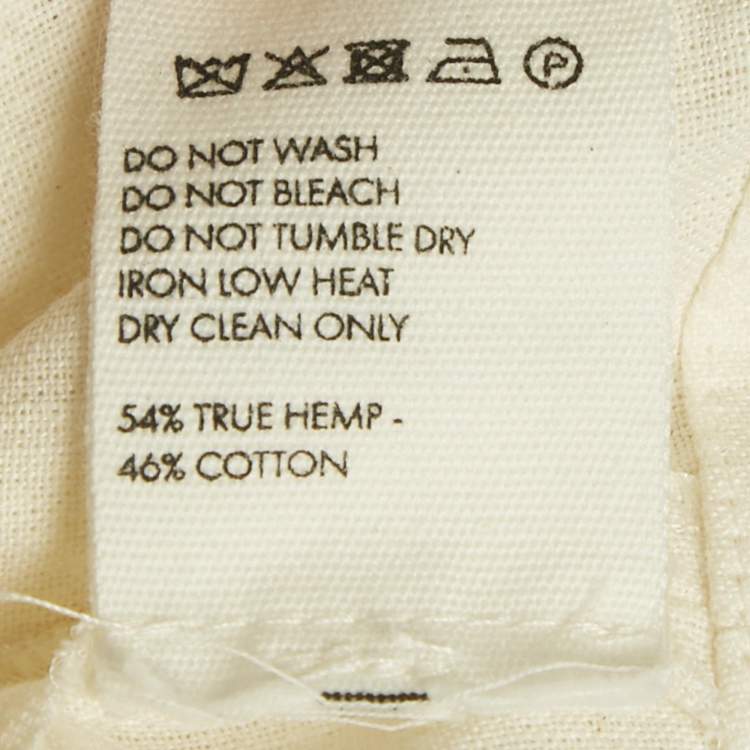 P
DO NOT WASH
DO NOT BLEACH
DO NOT TUMBLE DRY
IRON LOW HEAT
DRY CLEAN ONLY
54% TRUE HEMP -
46% COTTON